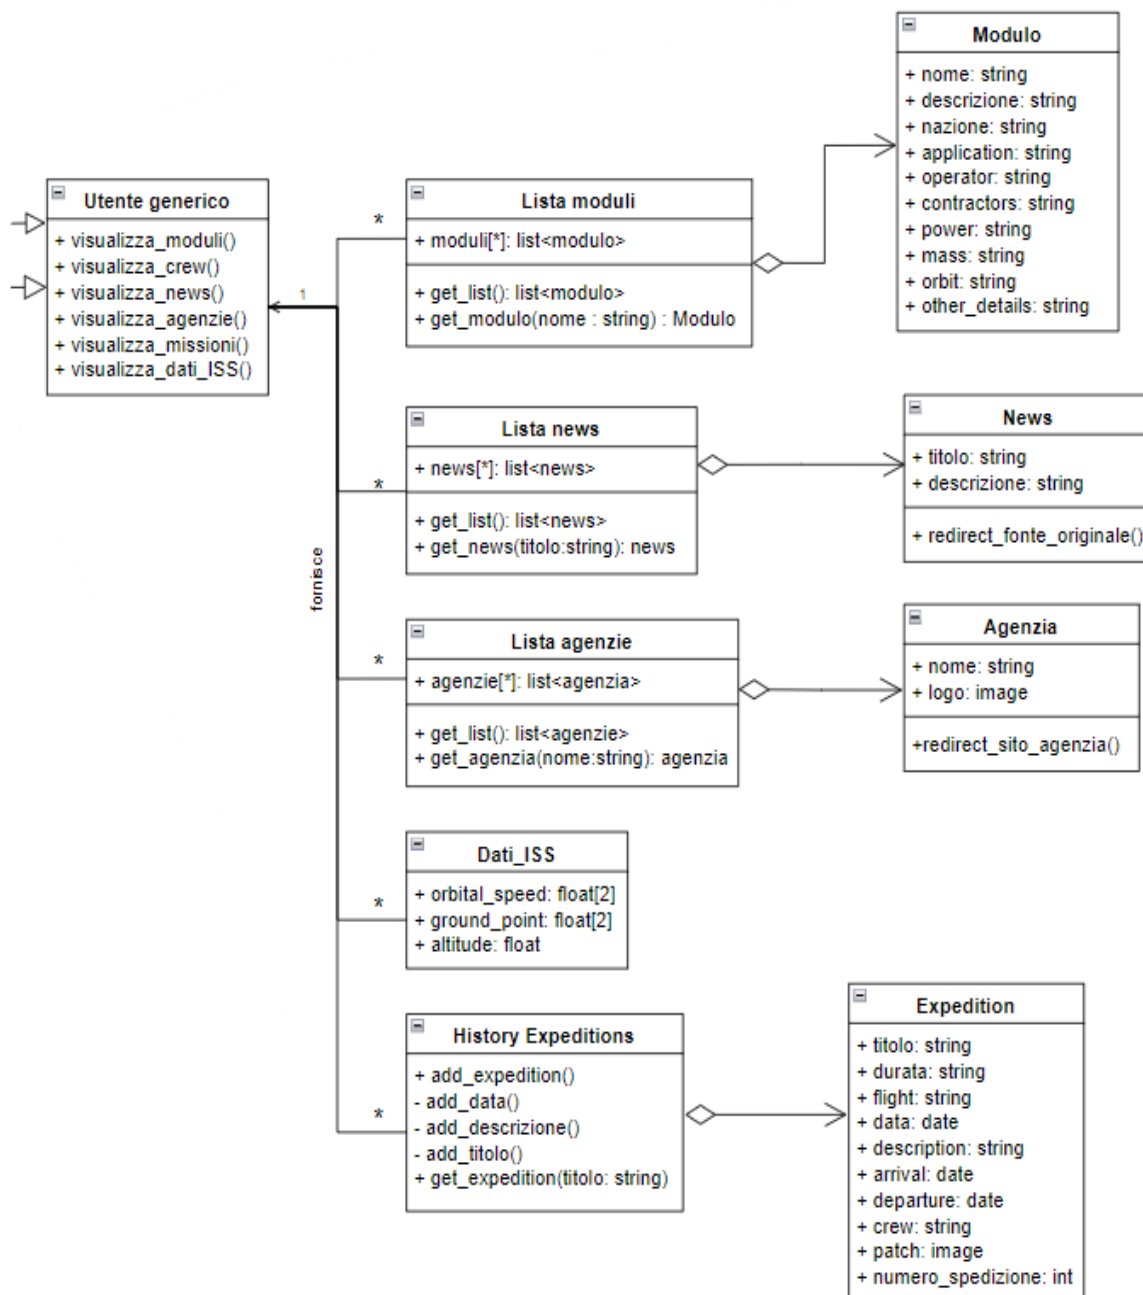 Modulo
+ nome: string
+ descrizione: string
+ nazione: string
+ application: string
+ operator: string
+ contractors: string
+ power: string
+ mass: string
+ orbit: string
+ other_details: string
Utente generico
+ visualizza_moduli()
+ visualizza_crew()
+ visualizza_news()
+ visualizza_agenzie()
+ visualizza_missioni()
+ visualizza_dati_ISS()
1
fornisce
*
Lista moduli
+ moduli[*]: list<modulo>
+ get_list(): list<modulo>
+ get_modulo(nome : string) : Modulo
*
Lista news
+ news[*]: list<news>
+ get_list(): list<news>
+ get_news(titolo:string): news
News
+ titolo: string
+ descrizione: string
+ redirect_fonte_originale()
*
Lista agenzie
+ agenzie[*]: list<agenzia>
+ get_list(): list<agenzie>
+ get_agenzia(nome:string): agenzia
Agenzia
+ nome: string
+ logo: image
+redirect_sito_agenzia()
*
Dati_ISS
+ orbital_speed: float[2]
+ ground_point: float[2]
+ altitude: float
*
History Expeditions
+ add_expedition()
- add_data()
- add_descrizione()
- add_titolo()
+ get_expedition(titolo: string)
Expedition
+ titolo: string
+ durata: string
+ flight: string
+ data: date
+ description: string
+ arrival: date
+ departure: date
+ crew: string
+ patch: image
+ numero_spedizione: int